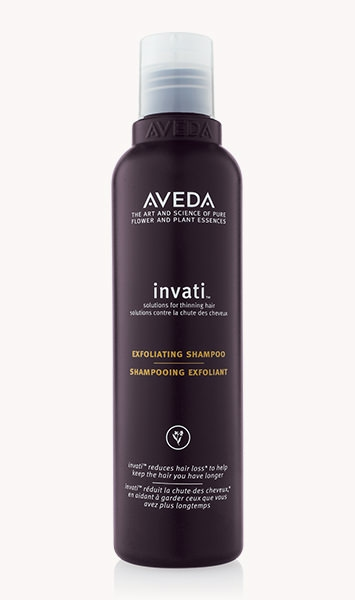 AVEDA
AVEDA
THE ART AND SCIENCE OF PURE
FLOWER AND PLANT ESSENCES
invati™
solutions for thinning hair
solutions contre la chute des cheveux
EXFOLIATING SHAMPOO
SHAMPOOING EXFOLIANT
invati™ reduces hair loss* to help
keep the hair you have longer
invati™ réduit la chute des cheveux,*
en aidant à garder ceux que vous
avez plus longtemps